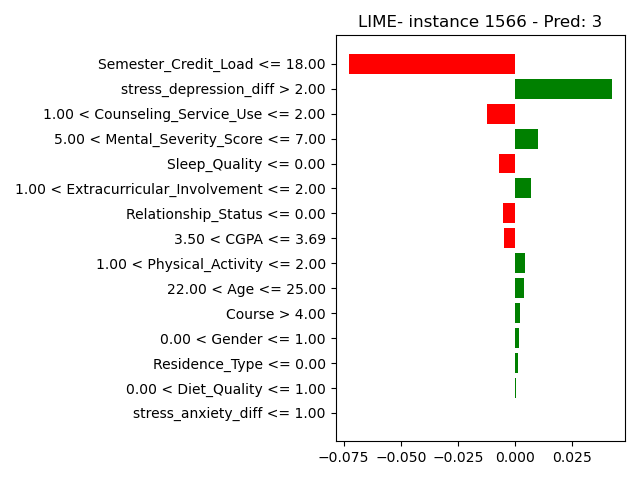 LIME- instance 1566 - Pred: 3
Semester_Credit_Load <= 18.00
stress_depression_diff > 2.00
1.00 < Counseling_Service_Use <= 2.00
5.00 < Mental_Severity_Score <= 7.00
Sleep_Quality <= 0.00
1.00 < Extracurricular_Involvement <= 2.00
Relationship_Status <= 0.00
3.50 < CGPA <= 3.69
1.00 < Physical_Activity <= 2.00
22.00 < Age <= 25.00
Course > 4.00
0.00 < Gender <= 1.00
Residence_Type <= 0.00
0.00 < Diet_Quality <= 1.00
stress_anxiety_diff <= 1.00
−0.075 −0.050 −0.025 0.000 0.025